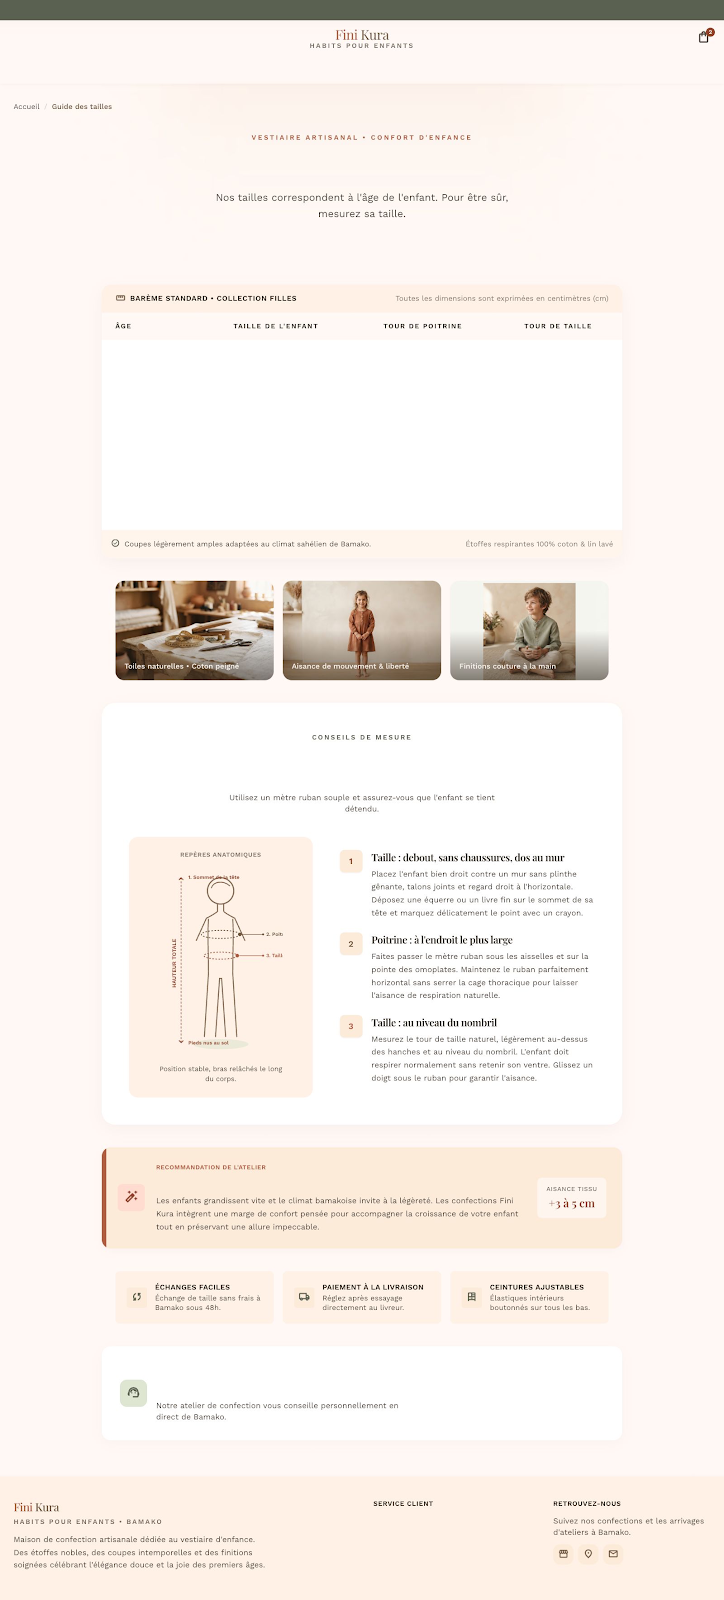 Fini Kura
HABITS POUR ENFANTS
2
Accueil / Guide des tailles
VESTIAIRE ARTISANAL • CONFORT D'ENFANCE
Nos tailles correspondent à l'âge de l'enfant. Pour être sûr,
mesurez sa taille.
BARÈME STANDARD • COLLECTION FILLES
Toutes les dimensions sont exprimées en centimètres (cm)
ÂGE
TAILLE DE L'ENFANT
TOUR DE POITRINE
TOUR DE TAILLE
Coupes légèrement amples adaptées au climat sahélien de Bamako.
Étoffes respirantes 100% coton & lin lavé
Toiles naturelles • Coton peigné
Aisance de mouvement & liberté
Finitions couture à la main
CONSEILS DE MESURE
Utilisez un mètre ruban souple et assurez-vous que l'enfant se tient
détendu.
REPÈRES ANATOMIQUES
1. Sommet de la tête
2. Poit
3. Taill
HAUTEUR TOTALE
Pieds nus au sol
Position stable, bras relâchés le long
du corps.
1
Taille : debout, sans chaussures, dos au mur
Placez l'enfant bien droit contre un mur sans plinthe
gênante, talons joints et regard droit à l'horizontale.
Déposez une équerre ou un livre fin sur le sommet de sa
tête et marquez délicatement le point avec un crayon.
2
Poitrine : à l'endroit le plus large
Faites passer le mètre ruban sous les aisselles et sur la
pointe des omoplates. Maintenez le ruban parfaitement
horizontal sans serrer la cage thoracique pour laisser
l'aisance de respiration naturelle.
3
Taille : au niveau du nombril
Mesurez le tour de taille naturel, légèrement au-dessus
des hanches et au niveau du nombril. L'enfant doit
respirer normalement sans retenir son ventre. Glissez un
doigt sous le ruban pour garantir l'aisance.
RECOMMANDATION DE L'ATELIER
Les enfants grandissent vite et le climat bamakoise invite à la légèreté. Les confections Fini
Kura intègrent une marge de confort pensée pour accompagner la croissance de votre enfant
tout en préservant une allure impeccable.
AISANCE TISSU
+3 à 5 cm
ÉCHANGES FACILES
Échange de taille sans frais à
Bamako sous 48h.
PAIEMENT À LA LIVRAISON
Réglez après essayage
directement au livreur.
CEINTURES AJUSTABLES
Élastiques intérieurs
boutonnés sur tous les bas.
Notre atelier de confection vous conseille personnellement en
direct de Bamako.
Fini Kura
HABITS POUR ENFANTS • BAMAKO
Maison de confection artisanale dédiée au vestiaire d'enfance.
Des étoffes nobles, des coupes intemporelles et des finitions
soignées célébrant l'élégance douce et la joie des premiers âges.
SERVICE CLIENT
RETROUVEZ-NOUS
Suivez nos confections et les arrivages
d'ateliers à Bamako.